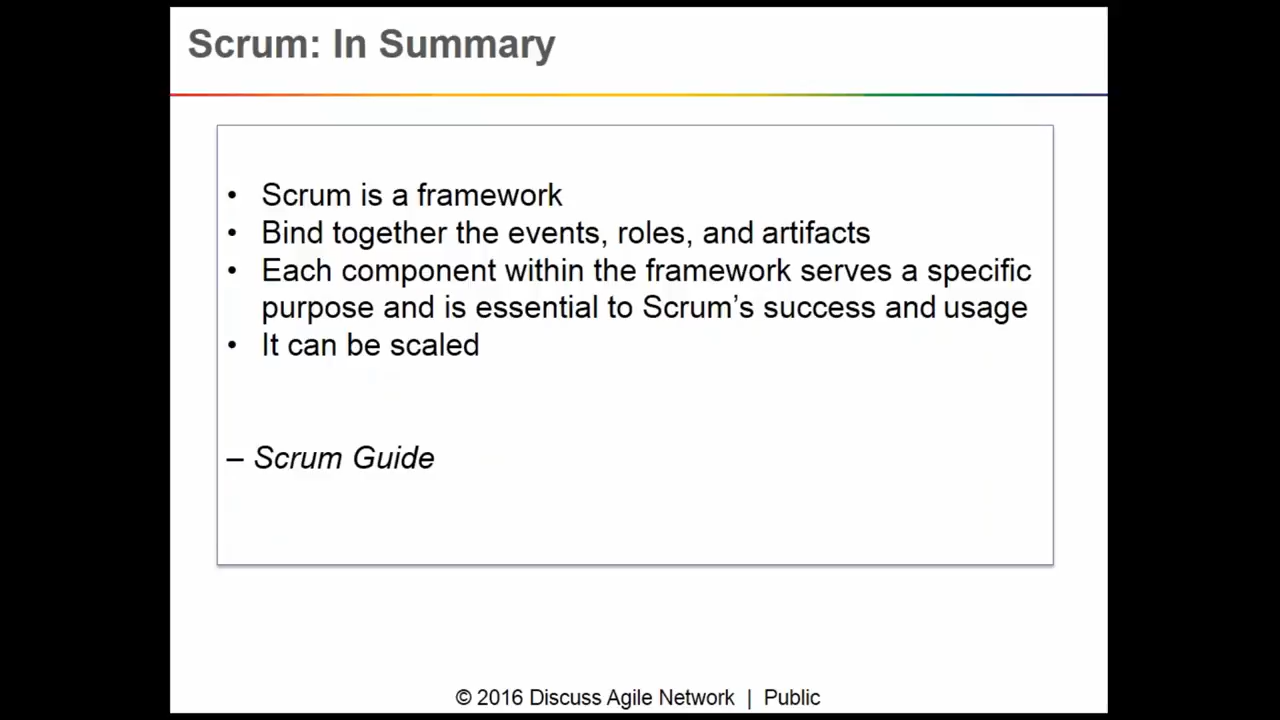 Scrum: In Summary
• Scrum is a framework
• Bind together the events, roles, and artifacts
• Each component within the framework serves a specific
purpose and is essential to Scrum’s success and usage
• It can be scaled
– Scrum Guide
© 2016 Discuss Agile Network | Public